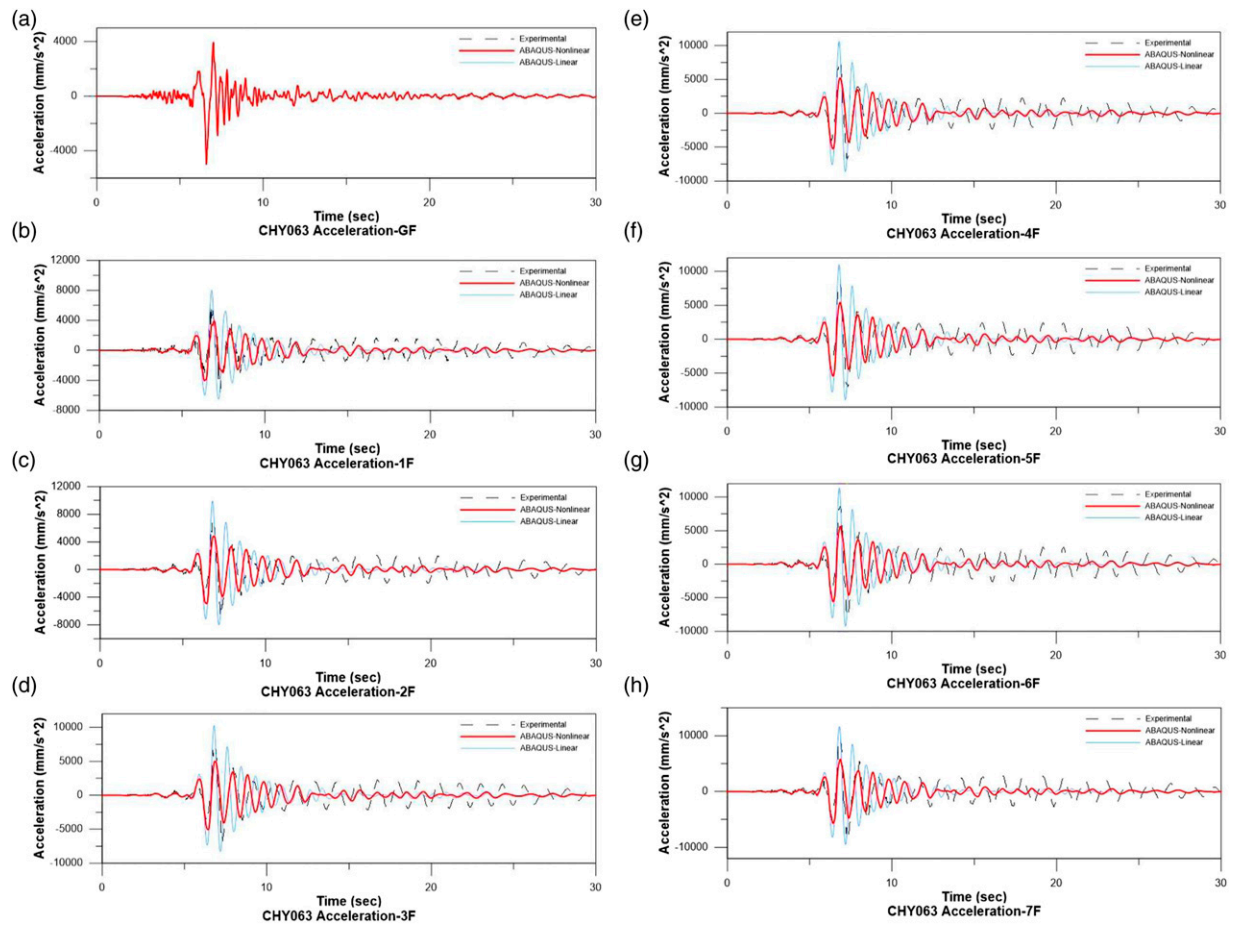 (a)
Acceleration (mm/s^2)
4000
0
-4000
Experimental
ABAQUS-Nonlinear
ABAQUS-Linear
0
10
20
30
Time (sec)
CHY063 Acceleration-GF
(b)
Acceleration (mm/s^2)
12000
8000
4000
0
-4000
-8000
Experimental
ABAQUS-Nonlinear
ABAQUS-Linear
0
10
20
30
Time (sec)
CHY063 Acceleration-1F
(c)
Acceleration (mm/s^2)
12000
8000
4000
0
-4000
-8000
Experimental
ABAQUS-Nonlinear
ABAQUS-Linear
0
10
20
30
Time (sec)
CHY063 Acceleration-2F
(d)
Acceleration (mm/s^2)
10000
5000
0
-5000
-10000
Experimental
ABAQUS-Nonlinear
ABAQUS-Linear
0
10
20
30
Time (sec)
CHY063 Acceleration-3F
(e)
Acceleration (mm/s^2)
10000
5000
0
-5000
-10000
Experimental
ABAQUS-Nonlinear
ABAQUS-Linear
0
10
20
30
Time (sec)
CHY063 Acceleration-4F
(f)
Acceleration (mm/s^2)
10000
5000
0
-5000
-10000
Experimental
ABAQUS-Nonlinear
ABAQUS-Linear
0
10
20
30
Time (sec)
CHY063 Acceleration-5F
(g)
Acceleration (mm/s^2)
10000
5000
0
-5000
-10000
Experimental
ABAQUS-Nonlinear
ABAQUS-Linear
0
10
20
30
Time (sec)
CHY063 Acceleration-6F
(h)
Acceleration (mm/s^2)
10000
0
-10000
Experimental
ABAQUS-Nonlinear
ABAQUS-Linear
0
10
20
30
Time (sec)
CHY063 Acceleration-7F